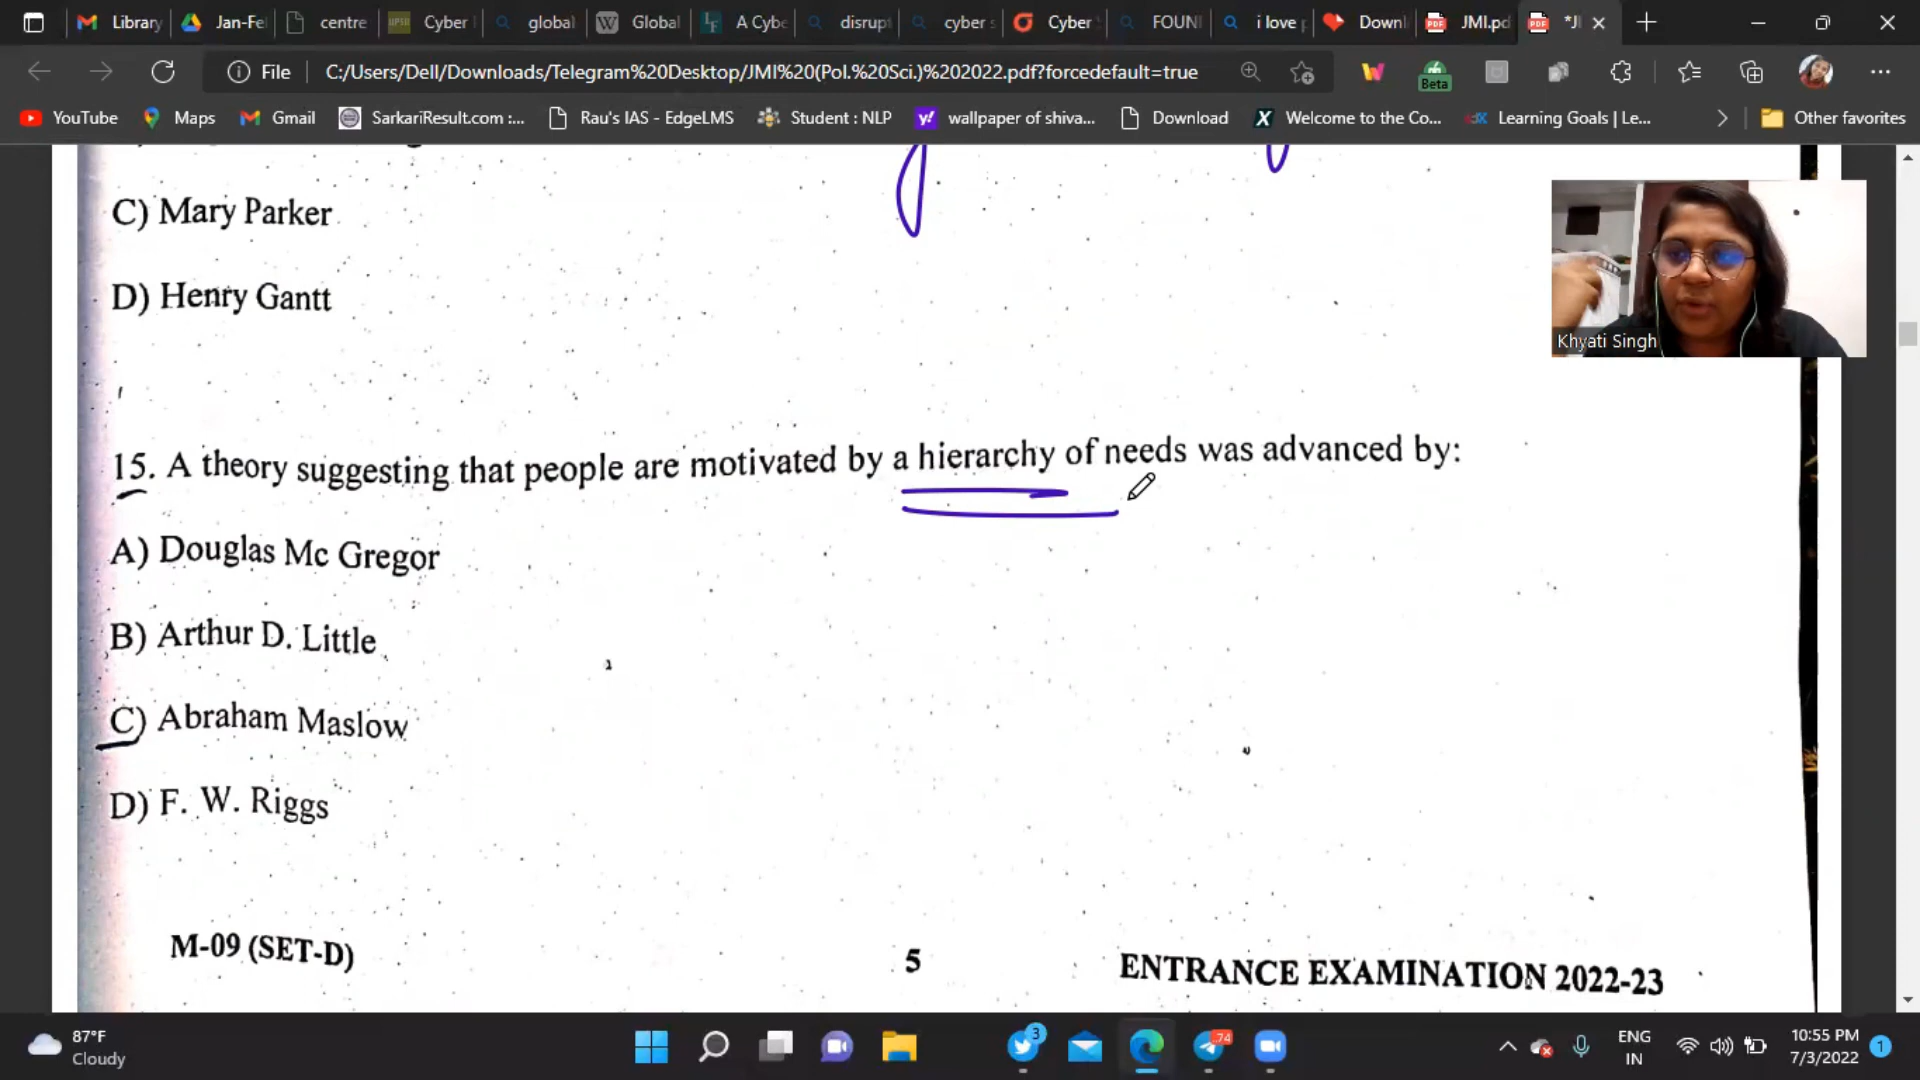 Library
Jan-Fe
centre
Cyber
global
Global
A Cybe
disrup
cyber s
Cyber
FOUN
i love p
Downl
JMI.pd
*JI
File
C:/Users/Dell/Downloads/Telegram%20Desktop/JMI%20(Pol.%20Sci.)%202022.pdf?forcedefault=true
Beta
YouTube
Maps
Gmail
SarkariResult.com :...
Rau's IAS - EdgeLMS
Student : NLP
wallpaper of shiva...
Download
Welcome to the Co...
Learning Goals | Le...
Other favorites
C) Mary Parker
D) Henry Gantt
Khyati Singh
15. A theory suggesting that people are motivated by a hierarchy of needs was advanced by:
A) Douglas Mc Gregor
B) Arthur D. Little
C) Abraham Maslow
D) F. W. Riggs
M-09 (SET-D)
5
ENTRANCE EXAMINATION 2022-23
87°F
Cloudy
3
74
ENG
IN
10:55 PM
7/3/2022
1